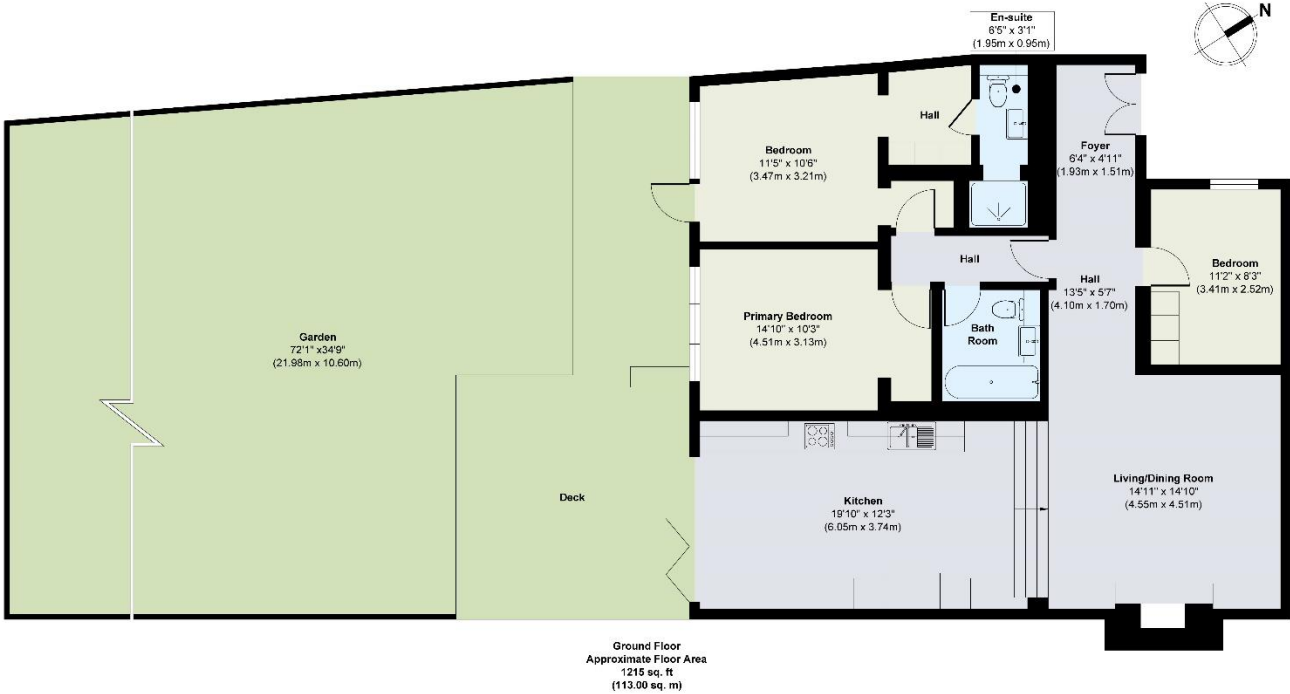 N
En-suite
6'5" x 3'1"
(1.95m x 0.95m)
Hall
Bedroom
11'5" x 10'6"
(3.47m x 3.21m)
Foyer
6'4" x 4'11"
(1.93m x 1.51m)
Hall
Bedroom
11'2" x 8'3"
(3.41m x 2.52m)
Hall
13'5" x 5'7"
(4.10m x 1.70m)
Primary Bedroom
14'10" x 10'3"
(4.51m x 3.13m)
Bath
Room
Garden
72'1" x34'9"
(21.98m x 10.60m)
Deck
Kitchen
19'10" x 12'3"
(6.05m x 3.74m)
Living/Dining Room
14'11" x 14'10"
(4.55m x 4.51m)
Ground Floor
Approximate Floor Area
1215 sq. ft
(113.00 sq. m)